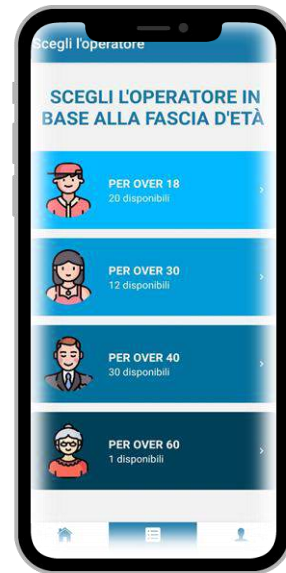 Scegli l'operatore
SCEGLI L'OPERATORE IN
BASE ALLA FASCIA D'ETÀ
PER OVER 18
20 disponibili
PER OVER 30
12 disponibili
PER OVER 40
30 disponibili
PER OVER 60
1 disponibili